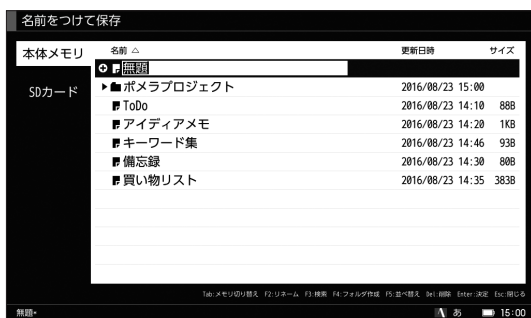 名前をつけて保存
本体メモリ
SDカード
名前 △ 更新日時 サイズ
無題
ポメラプロジェクト 2016/08/23 15:00
ToDo 2016/08/23 14:10 88B
アイディアメモ 2016/08/23 14:20 1KB
キーワード集 2016/08/23 14:46 93B
備忘録 2016/08/23 14:30 80B
買い物リスト 2016/08/23 14:35 383B
Tab:メモリ切り替え F2:リネーム F3:検索 F4:フォルダ作成 F5:並べ替え Del:削除 Enter:決定 Esc:閉じる
無題* A あ 15:00